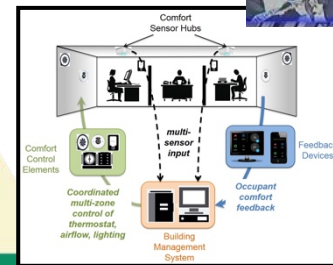 Comfort
Sensor Hubs
multi-
sensor
input
Comfort
Control
Elements
Feedback
Devices
Coordinated
multi-zone
control of
thermostat,
airflow, lighting
Occupant
comfort
feedback
Building
Management
System